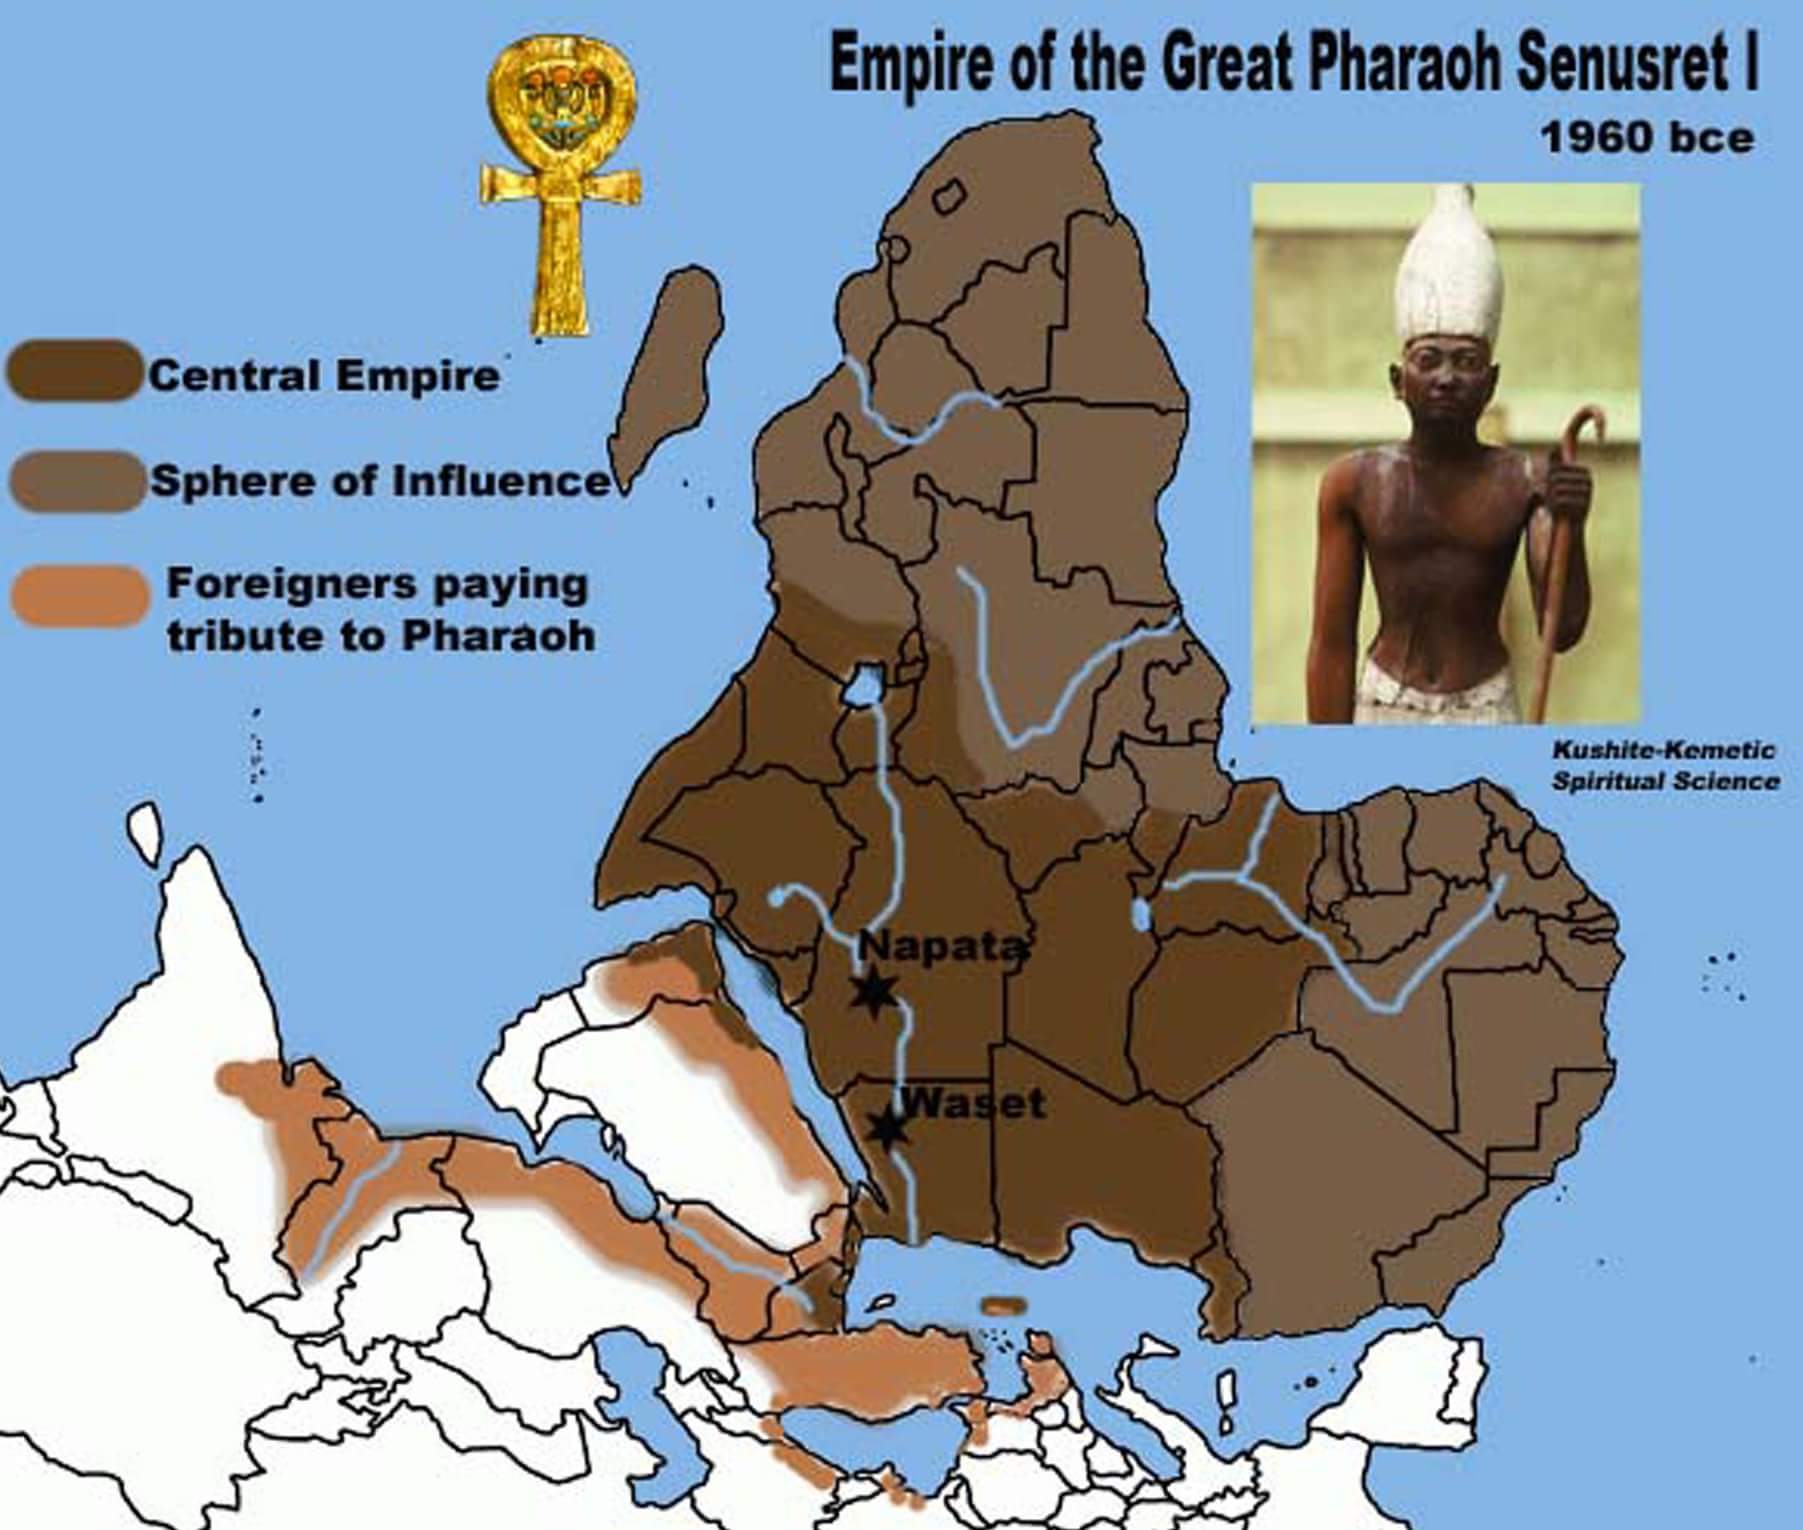 Empire of the Great Pharaoh Senusret I
1960 bce
Central Empire
Sphere of Influence
Foreigners paying
tribute to Pharaoh
Kushite-Kemetic
Spiritual Science
Napata
Waset